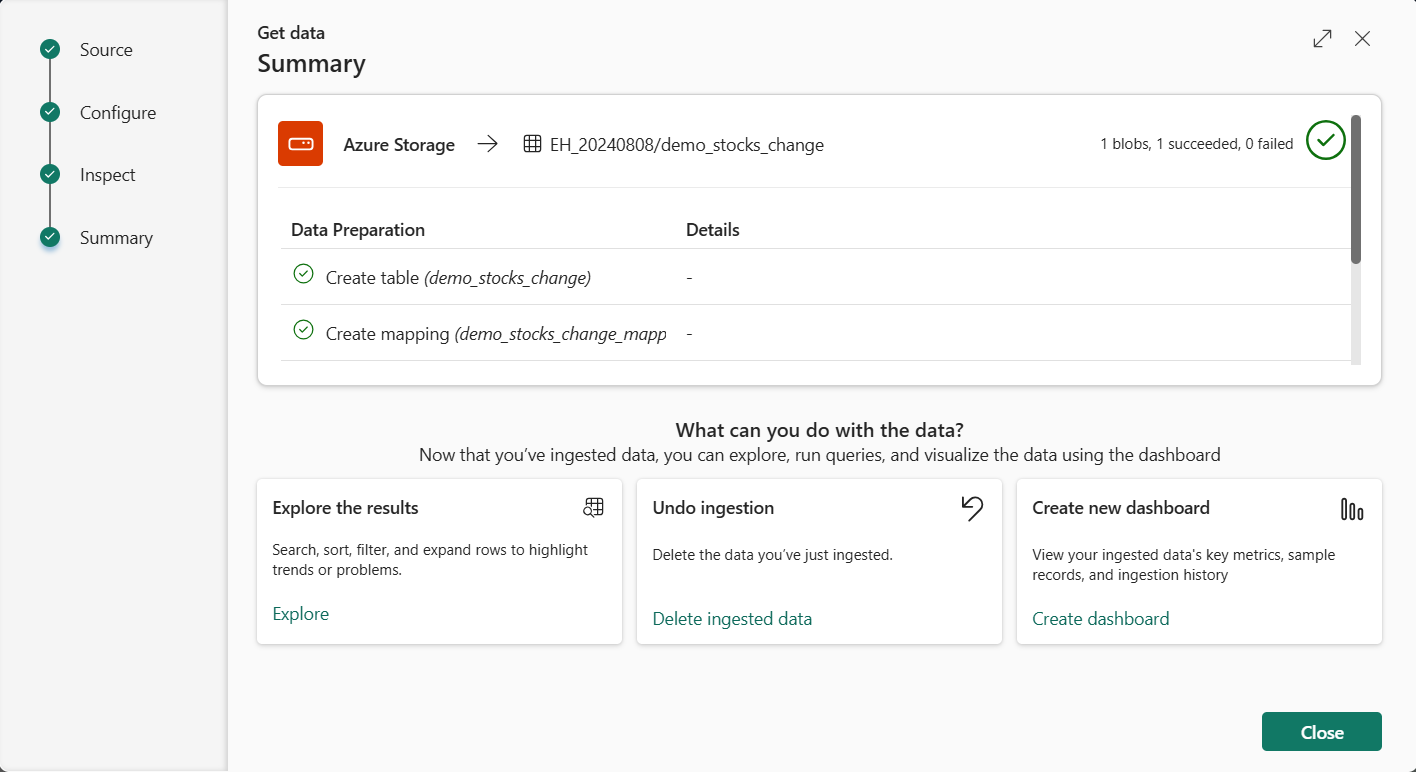 Source
Configure
Inspect
Summary
Get data
Summary
Azure Storage → EH_20240808/demo_stocks_change
1 blobs, 1 succeeded, 0 failed
Data Preparation Details
Create table (demo_stocks_change) -
Create mapping (demo_stocks_change_mapp -
What can you do with the data?
Now that you’ve ingested data, you can explore, run queries, and visualize the data using the dashboard
Explore the results
Search, sort, filter, and expand rows to highlight
trends or problems.
Explore
Undo ingestion
Delete the data you’ve just ingested.
Delete ingested data
Create new dashboard
View your ingested data's key metrics, sample
records, and ingestion history
Create dashboard
Close